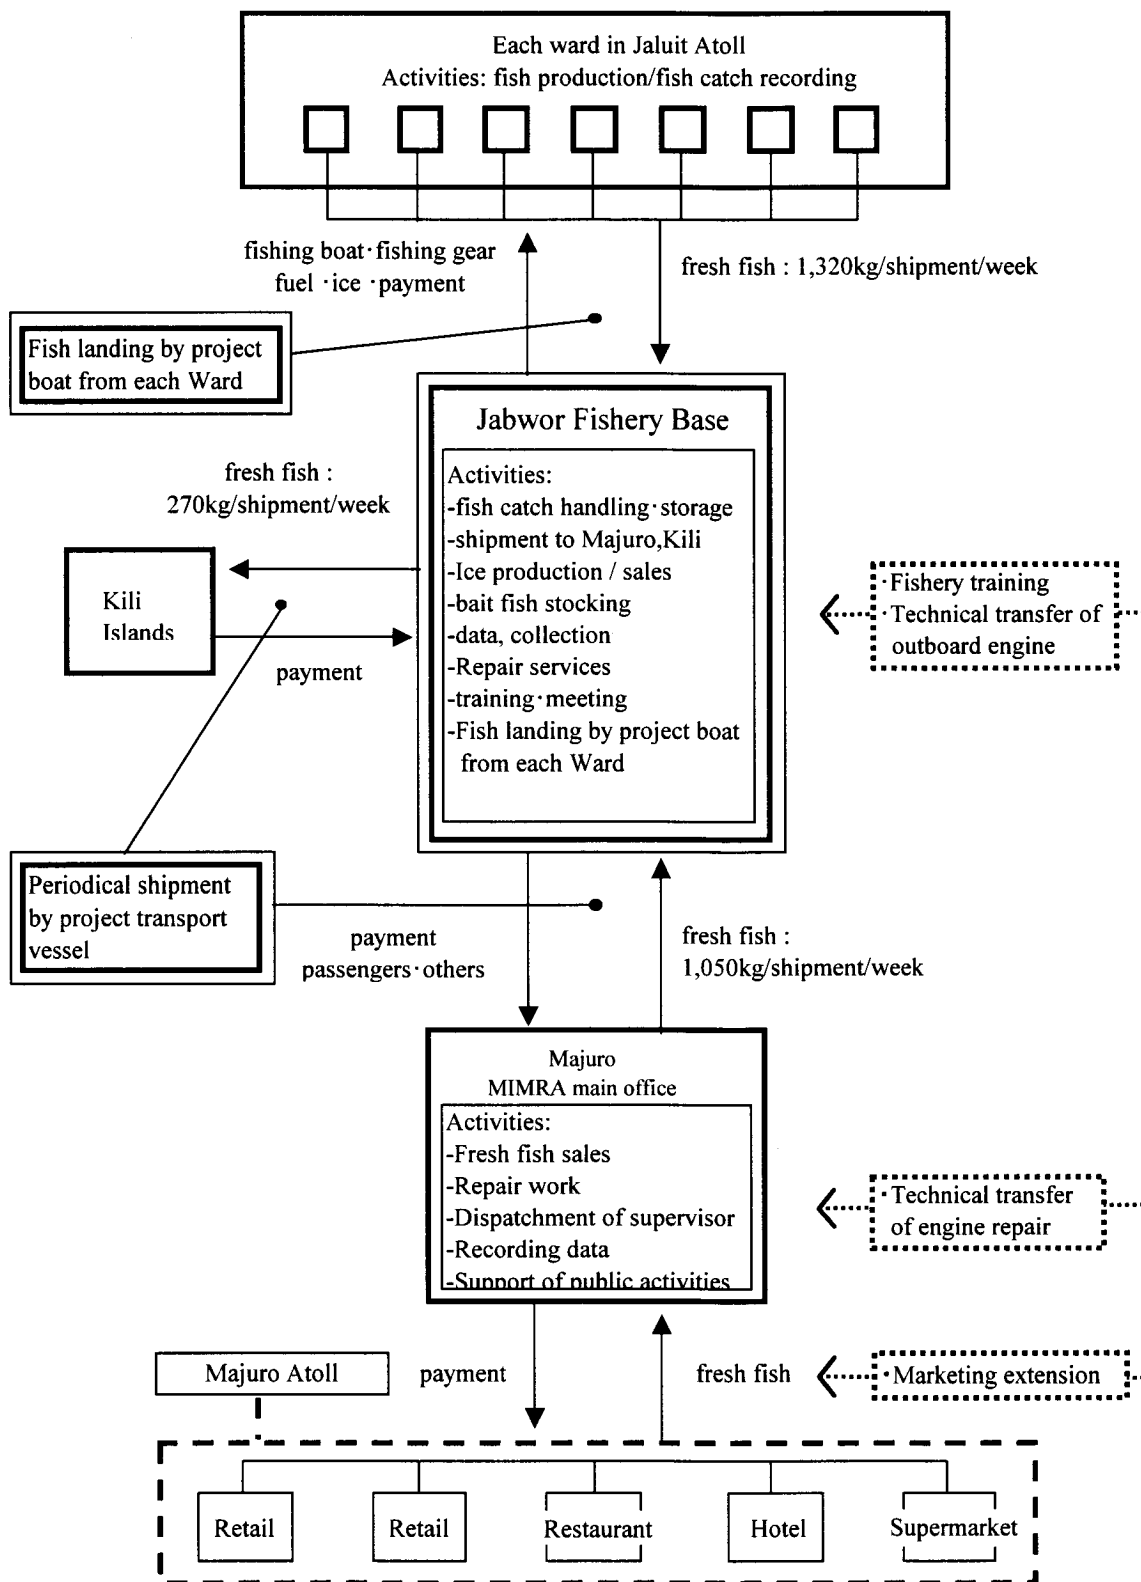 Each ward in Jaluit Atoll
Activities: fish production/fish catch recording
fishing boat·fishing gear
fuel ·ice ·payment
fresh fish : 1,320kg/shipment/week
Fish landing by project
boat from each Ward
Jabwor Fishery Base
Activities:
-fish catch handling·storage
-shipment to Majuro,Kili
-Ice production / sales
-bait fish stocking
-data, collection
-Repair services
-training·meeting
-Fish landing by project boat
from each Ward
fresh fish :
270kg/shipment/week
Kili
Islands
payment
·Fishery training
·Technical transfer of
outboard engine
Periodical shipment
by project transport
vessel
payment
passengers·others
fresh fish :
1,050kg/shipment/week
Majuro
MIMRA main office
Activities:
-Fresh fish sales
-Repair work
-Dispatchment of supervisor
-Recording data
-Support of public activities
·Technical transfer
of engine repair
Majuro Atoll
payment
fresh fish
·Marketing extension
Retail
Retail
Restaurant
Hotel
Supermarket